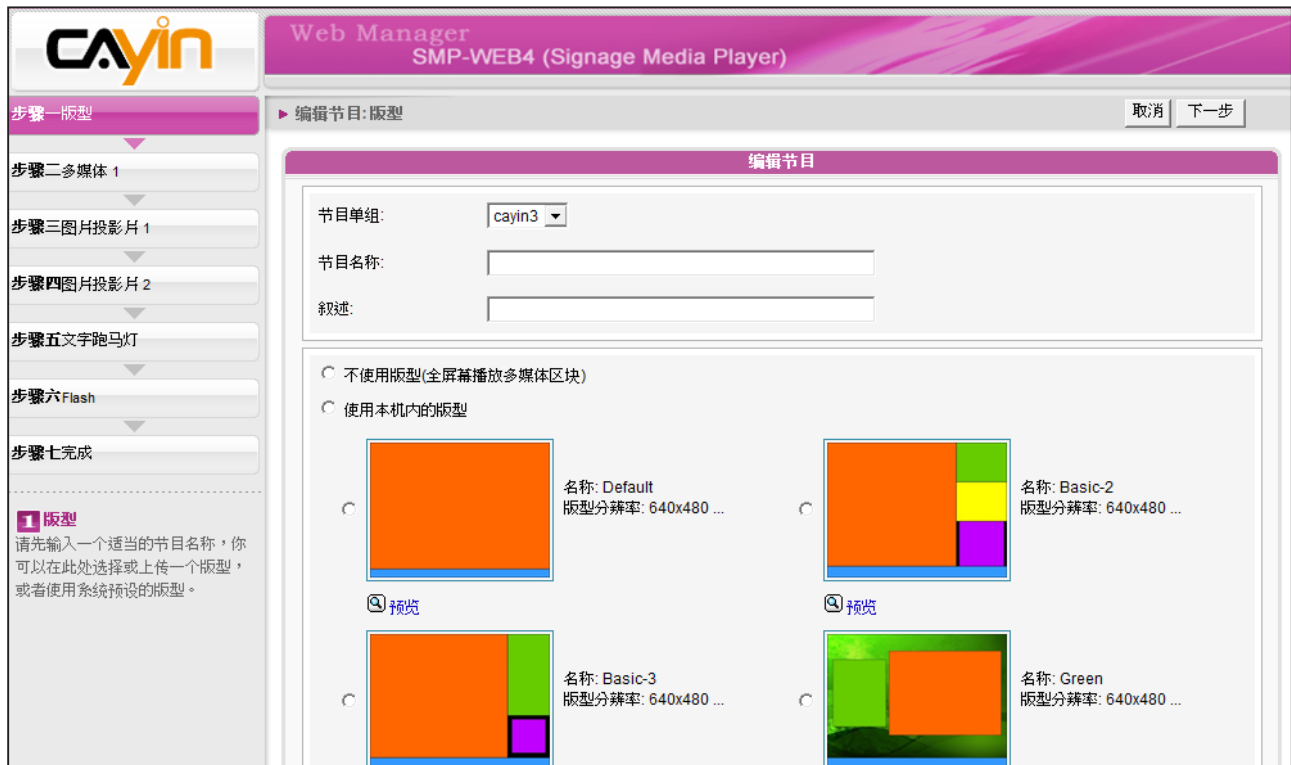 CAYIN
Web Manager
SMP-WEB4 (Signage Media Player)
步骤一版型
步骤二多媒体 1
步骤三图片投影片 1
步骤四图片投影片 2
步骤五文字跑马灯
步骤六Flash
步骤七完成
1 版型
请先输入一个适当的节目名称，你
可以在此处选择或上传一个版型，
或者使用系统预设的版型。
编辑节目:版型
取消
下一步
编辑节目
节目单组:
cayin3
节目名称:
叙述:
不使用版型(全屏幕播放多媒体区块)
使用本机内的版型
名称: Default
版型分辨率: 640x480 ...
预览
名称: Basic-2
版型分辨率: 640x480 ...
预览
名称: Basic-3
版型分辨率: 640x480 ...
名称: Green
版型分辨率: 640x480 ...